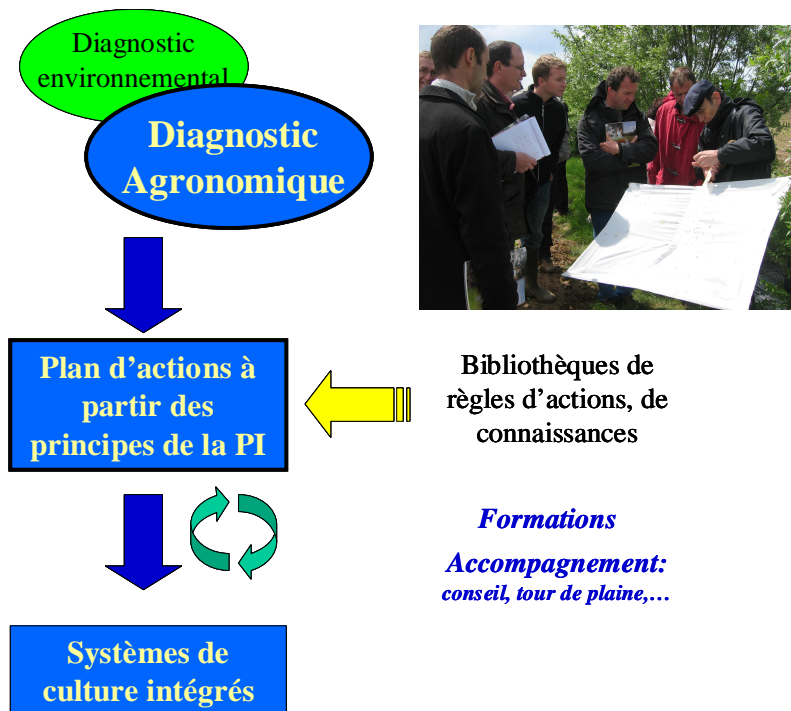 Diagnostic
environnemental
Diagnostic
Agronomique
Plan d'actions à
partir des
principes de la PI
Bibliothèques de
règles d'actions, de
connaissances
Formations
Accompagnement:
conseil, tour de plaine,...
Systèmes de
culture intégrés